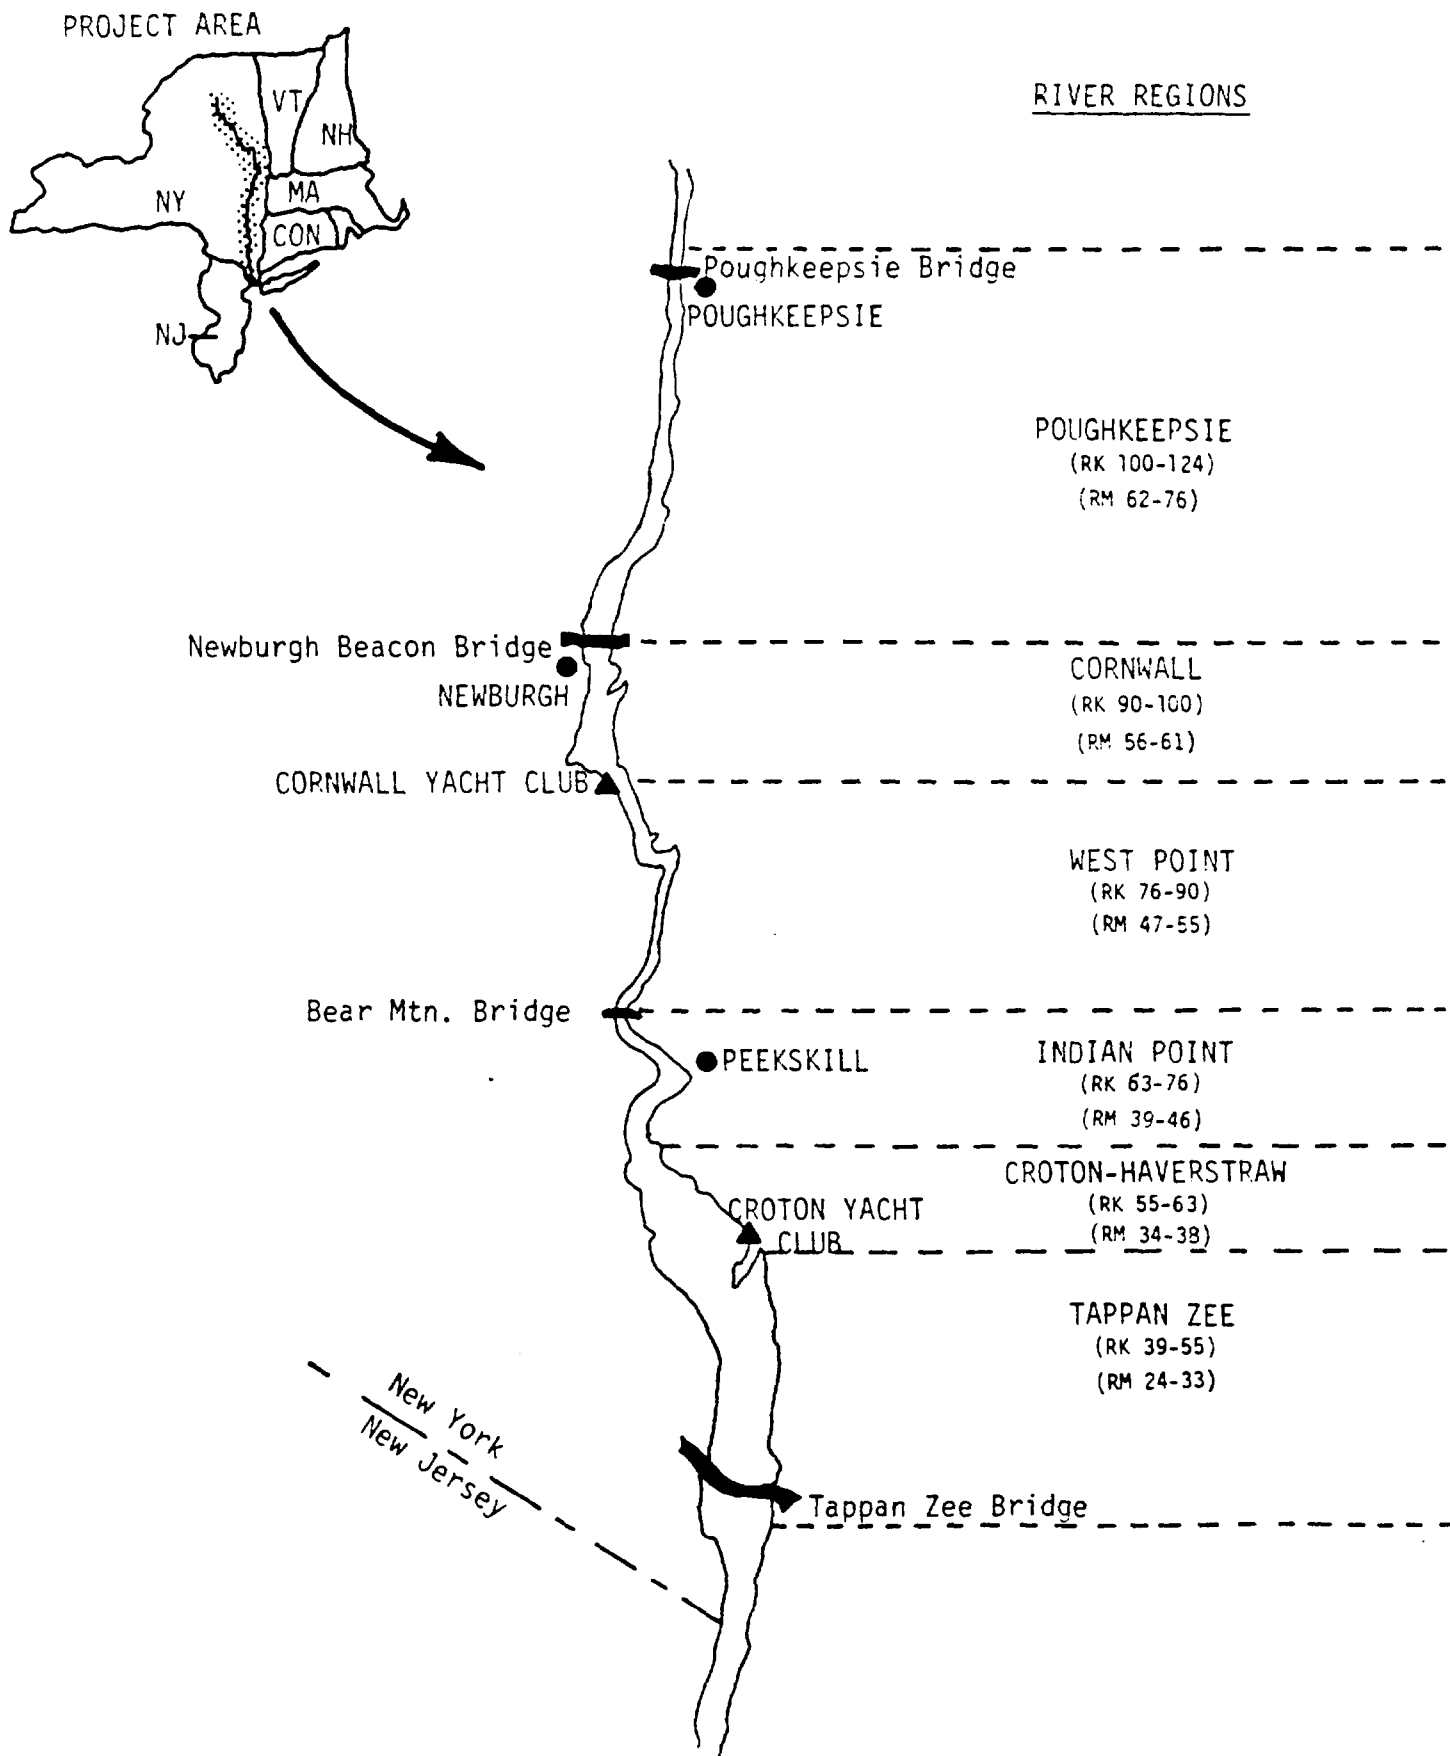 PROJECT AREA
VT
NH
NY
MA
CON
NJ
RIVER REGIONS
Poughkeepsie Bridge
POUGHKEEPSIE
POUGHKEEPSIE
(RK 100-124)
(RM 62-76)
Newburgh Beacon Bridge
NEWBURGH
CORNWALL
(RK 90-100)
(RM 56-61)
CORNWALL YACHT CLUB
WEST POINT
(RK 76-90)
(RM 47-55)
Bear Mtn. Bridge
PEEKSKILL
INDIAN POINT
(RK 63-76)
(RM 39-46)
CROTON-HAVERSTRAW
(RK 55-63)
(RM 34-38)
CROTON YACHT
CLUB
TAPPAN ZEE
(RK 39-55)
(RM 24-33)
New York
New Jersey
Tappan Zee Bridge